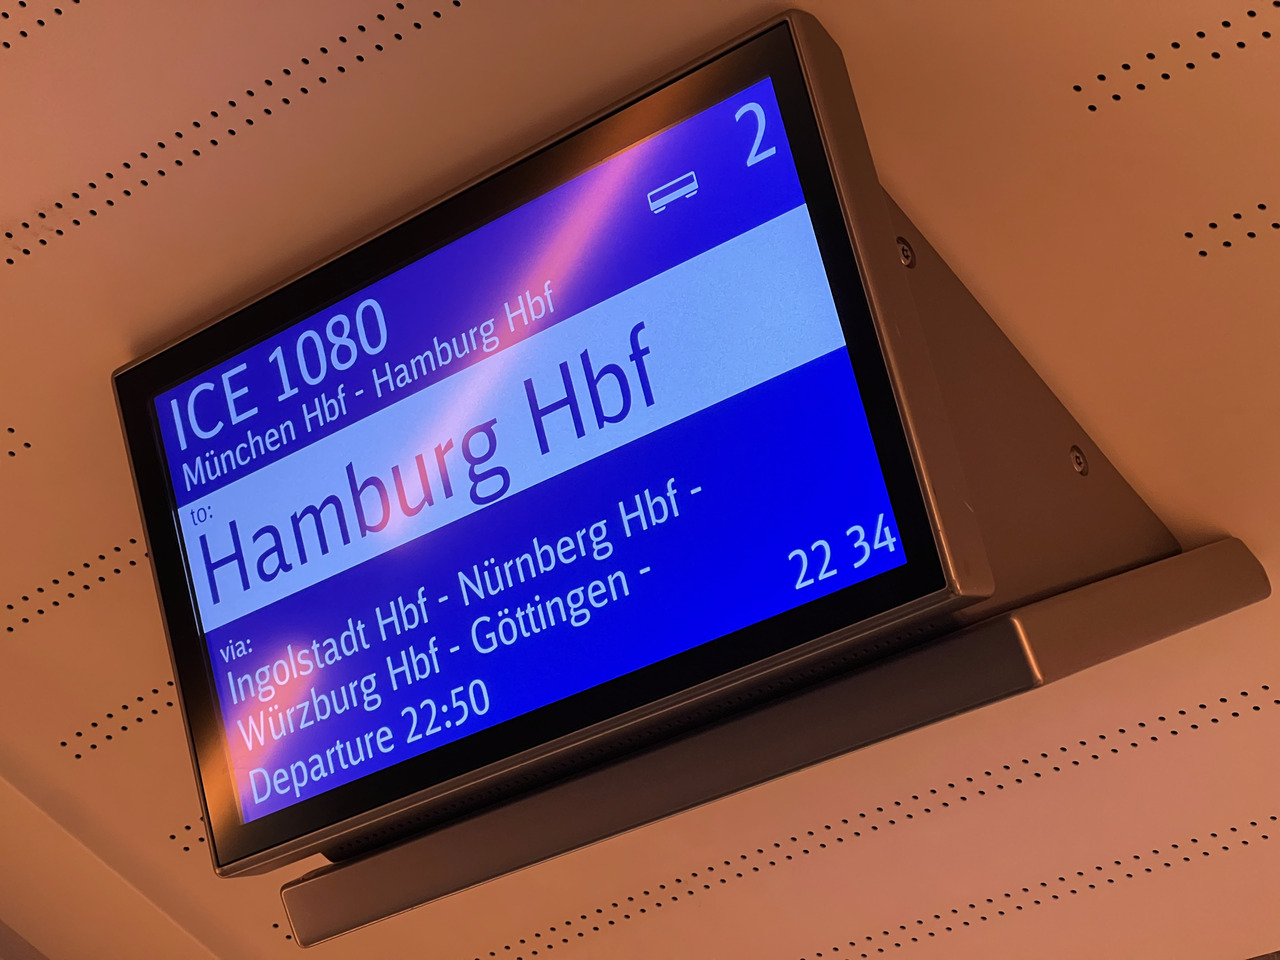 2
ICE 1080
München Hbf - Hamburg Hbf
to:
Hamburg Hbf
via:
Ingolstadt Hbf - Nürnberg Hbf -
Würzburg Hbf - Göttingen -
Departure 22:50
22 34